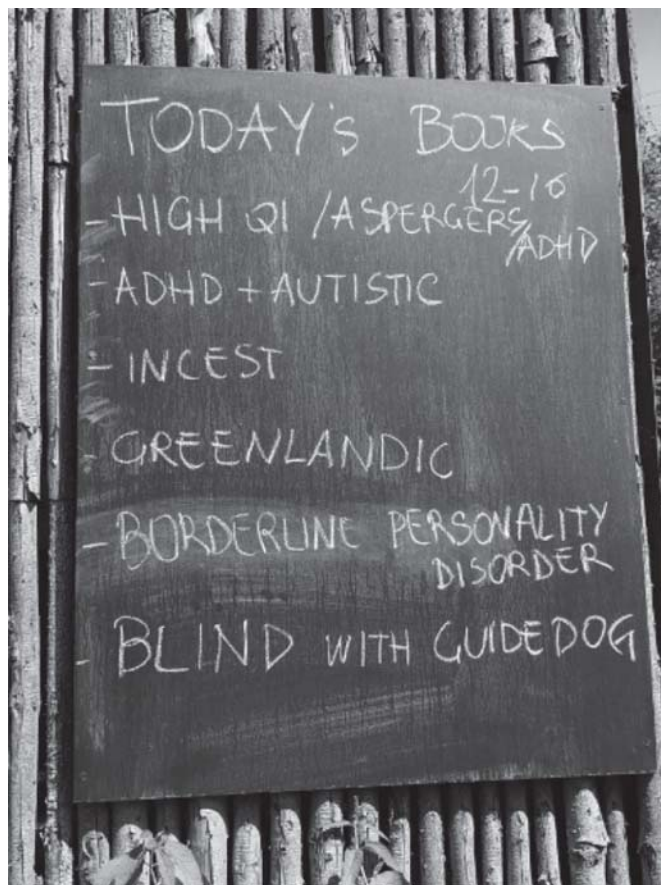 TODAY's BOOKS
12-16
- HIGH QI / ASPERGERS
/ADHD
- ADHD + AUTISTIC
- INCEST
- GREENLANDIC
- BORDERLINE PERSONALITY
DISORDER
- BLIND WITH GUIDEDOG